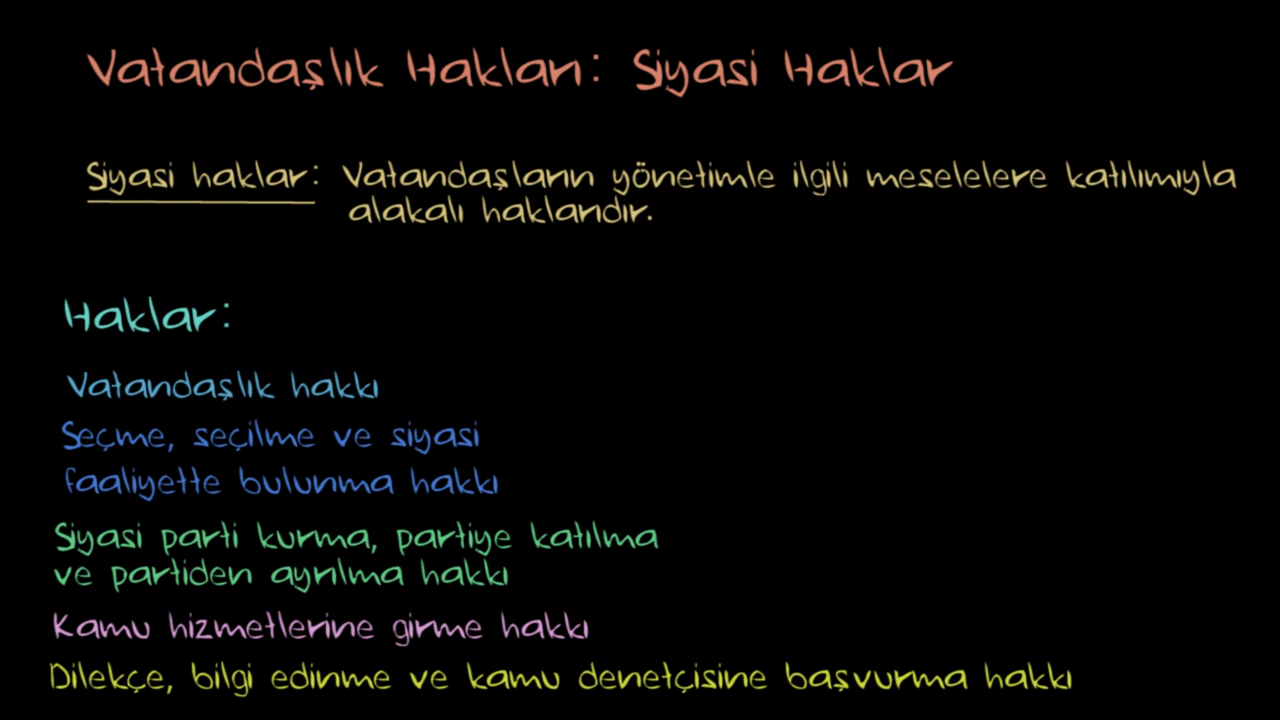 Vatandaşlık Hakları: Siyasi Haklar
Siyasi haklar: Vatandaşların yönetimle ilgili meselelere katılımıyla
alakalı haklarıdır.
Haklar:
Vatandaşlık hakkı
Seçme, seçilme ve siyasi
faaliyette bulunma hakkı
Siyasi parti kurma, partiye katılma
ve partiden ayrılma hakkı
Kamu hizmetlerine girme hakkı
Dilekçe, bilgi edinme ve kamu denetçisine başvurma hakkı